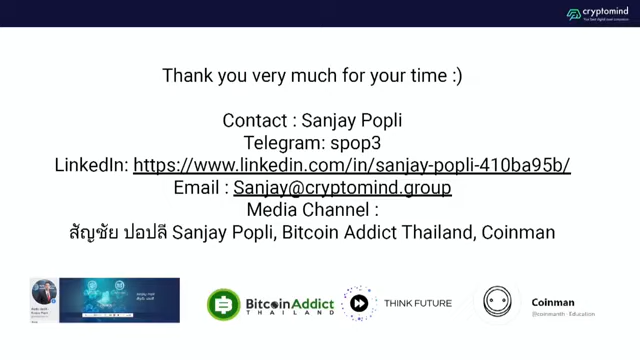 cryptomind
Thank you very much for your time :)
Contact : Sanjay Popli
Telegram: spop3
LinkedIn: https://www.linkedin.com/in/sanjay-popli-410ba95b/
Email : Sanjay@cryptomind.group
Media Channel :
สัญชัย ปอปลี Sanjay Popli, Bitcoin Addict Thailand, Coinman
BitcoinAddict
THAILAND
THINK FUTURE
Coinman
@coinmanth · Education